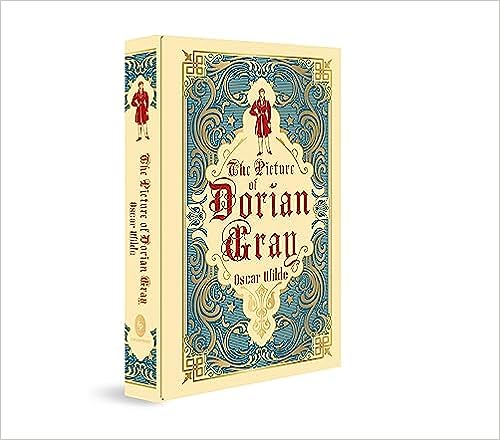 The Picture of Dorian Gray
Oscar Wilde
The Picture
of
Dorian
Gray
Oscar Wilde